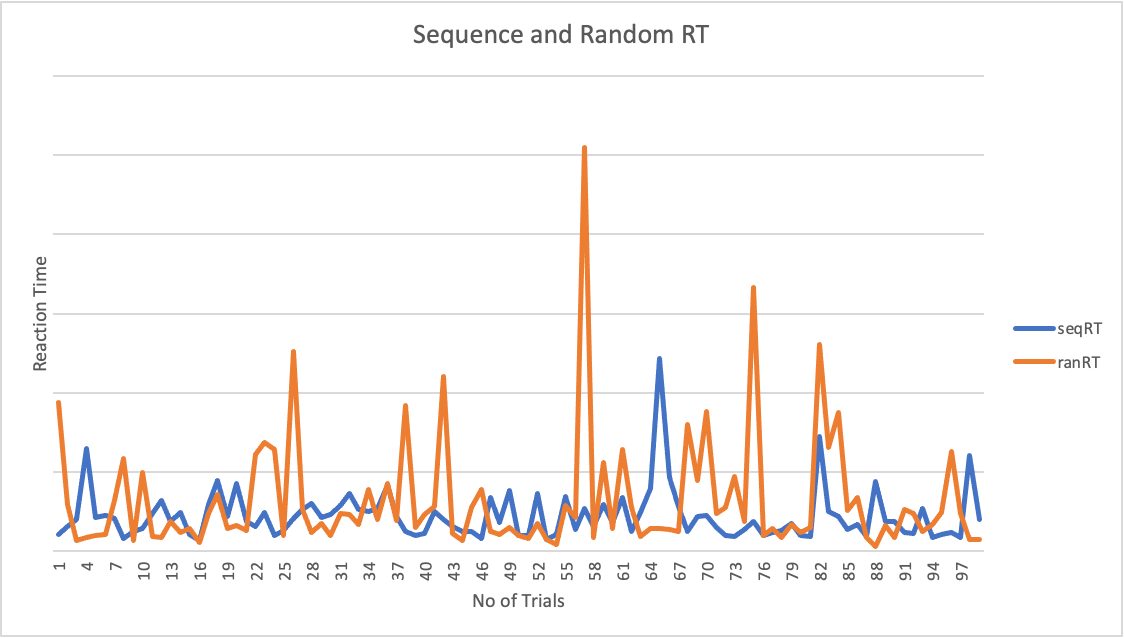 Sequence and Random RT
Reaction Time
seqRT
ranRT
1 4 7 10 13 16 19 22 25 28 31 34 37 40 43 46 49 52 55 58 61 64 67 70 73 76 79 82 85 88 91 94 97
No of Trials